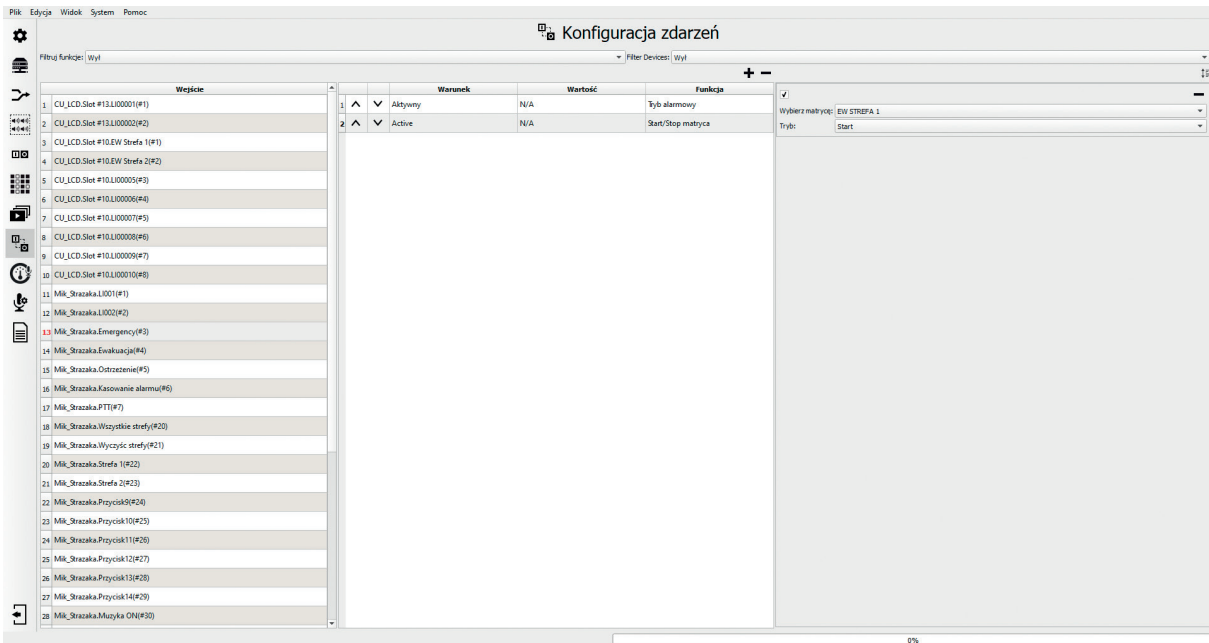 Plik Edycja Widok System Pomoc
Konfiguracja zdarzeń
Filtruj funkcje: Wył Filter Devices: Wył
Wejście
1 CU_LCD.Slot #13.LI00001(#1)
2 CU_LCD.Slot #13.LI00002(#2)
3 CU_LCD.Slot #10.EW Strefa 1(#1)
4 CU_LCD.Slot #10.EW Strefa 2(#2)
5 CU_LCD.Slot #10.LI00005(#3)
6 CU_LCD.Slot #10.LI00006(#4)
7 CU_LCD.Slot #10.LI00007(#5)
8 CU_LCD.Slot #10.LI00008(#6)
9 CU_LCD.Slot #10.LI00009(#7)
10 CU_LCD.Slot #10.LI00010(#8)
11 Mik_Strazaka.LI001(#1)
12 Mik_Strazaka.LI002(#2)
13 Mik_Strazaka.Emergency(#3)
14 Mik_Strazaka.Ewakuacja(#4)
15 Mik_Strazaka.Ostrzeżenie(#5)
16 Mik_Strazaka.Kasowanie alarmu(#6)
17 Mik_Strazaka.PTT(#7)
18 Mik_Strazaka.Wszystkie strefy(#20)
19 Mik_Strazaka.Wyczyśc strefy(#21)
20 Mik_Strazaka.Strefa 1(#22)
21 Mik_Strazaka.Strefa 2(#23)
22 Mik_Strazaka.Przycisk9(#24)
23 Mik_Strazaka.Przycisk10(#25)
24 Mik_Strazaka.Przycisk11(#26)
25 Mik_Strazaka.Przycisk12(#27)
26 Mik_Strazaka.Przycisk13(#28)
27 Mik_Strazaka.Przycisk14(#29)
28 Mik_Strazaka.Muzyka ON(#30)
Warunek Wartość Funkcja
1 Aktywny N/A Tryb alarmowy
2 Active N/A Start/Stop matryca
Wybierz matrycę: EW STREFA 1
Tryb: Start
0%